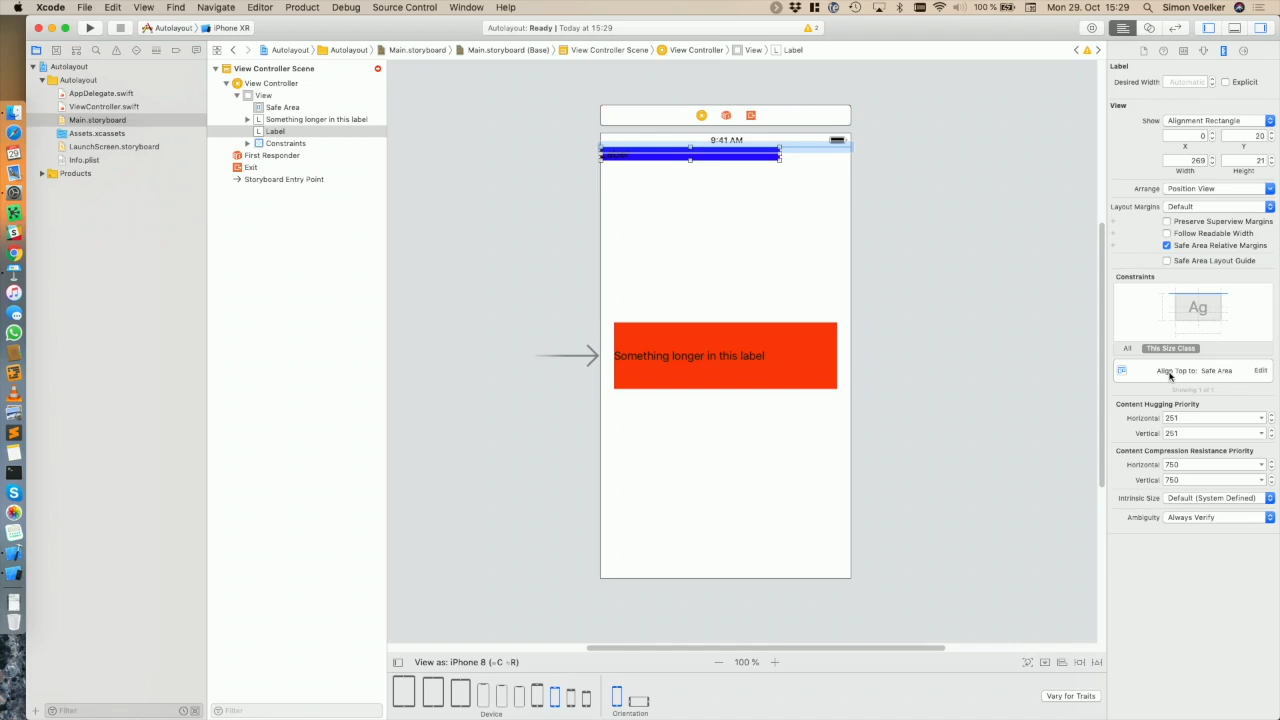 Xcode File Edit View Find Navigate Editor Product Debug Source Control Window Help 100 % Mon 29. Oct 15:29 Simon Voelker
Autolayout iPhone XR Autolayout: Ready | Today at 15:29 2
Autolayout Autolayout Main.storyboard Main.storyboard (Base) View Controller Scene View Controller View Label
Autolayout
Autolayout
AppDelegate.swift
ViewController.swift
Main.storyboard
Assets.xcassets
LaunchScreen.storyboard
Info.plist
Products
Filter
View Controller Scene
View Controller
View
Safe Area
Something longer in this label
Label
Constraints
First Responder
Exit
Storyboard Entry Point
Filter
9:41 AM
Something longer in this label
View as: iPhone 8 (wC hR)
100 %
Device
Orientation
Vary for Traits
Label
Desired Width Automatic Explicit
View
Show Alignment Rectangle
0 20
X Y
269 21
Width Height
Arrange Position View
Layout Margins Default
Preserve Superview Margins
Follow Readable Width
Safe Area Relative Margins
Safe Area Layout Guide
Constraints
Ag
All This Size Class
Align Top to: Safe Area Edit
Showing 1 of 1
Content Hugging Priority
Horizontal 251
Vertical 251
Content Compression Resistance Priority
Horizontal 750
Vertical 750
Intrinsic Size Default (System Defined)
Ambiguity Always Verify